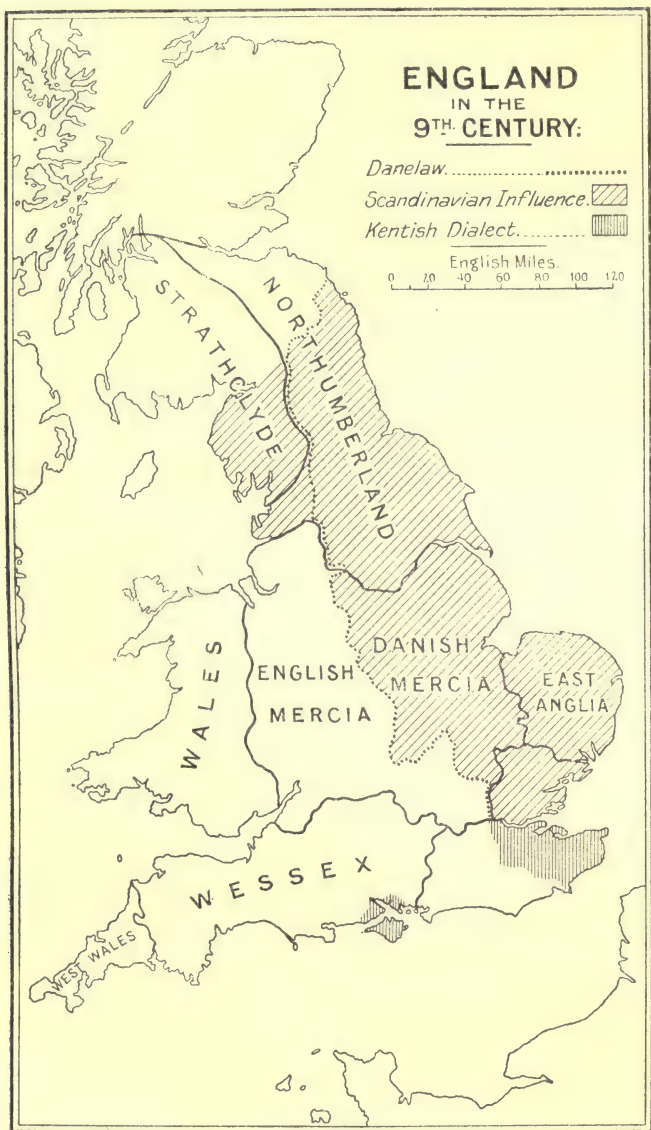 ENGLAND
IN THE
9TH. CENTURY:
Danelaw
Scandinavian Influence.
Kentish Dialect.
English Miles.
0 20 40 60 80 100 120
STRATHCLYDE
NORTHUMBERLAND
DANISH
MERCIA
EAST
ANGLIA
ENGLISH
MERCIA
WALES
WESSEX
WEST WALES